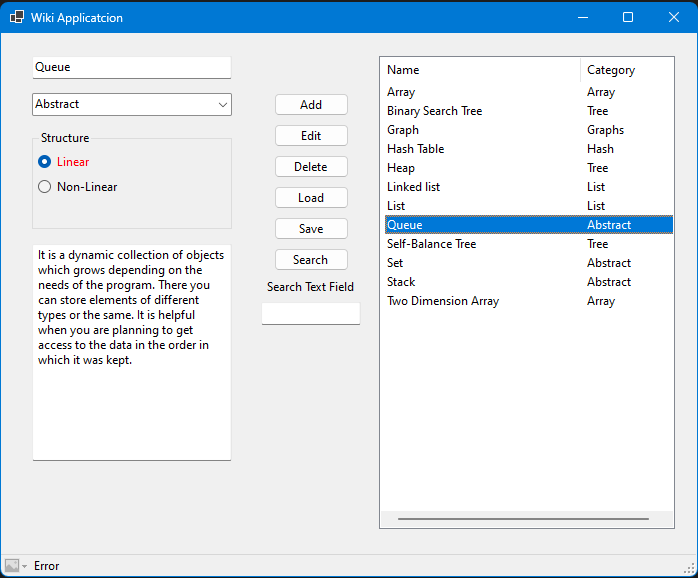 Wiki Applicatcion
Queue
Abstract
Structure
Linear
Non-Linear
It is a dynamic collection of objects
which grows depending on the
needs of the program. There you
can store elements of different
types or the same. It is helpful
when you are planning to get
access to the data in the order in
which it was kept.
Add
Edit
Delete
Load
Save
Search
Search Text Field
Name Category
Array Array
Binary Search Tree Tree
Graph Graphs
Hash Table Hash
Heap Tree
Linked list List
List List
Queue Abstract
Self-Balance Tree Tree
Set Abstract
Stack Abstract
Two Dimension Array Array
Error